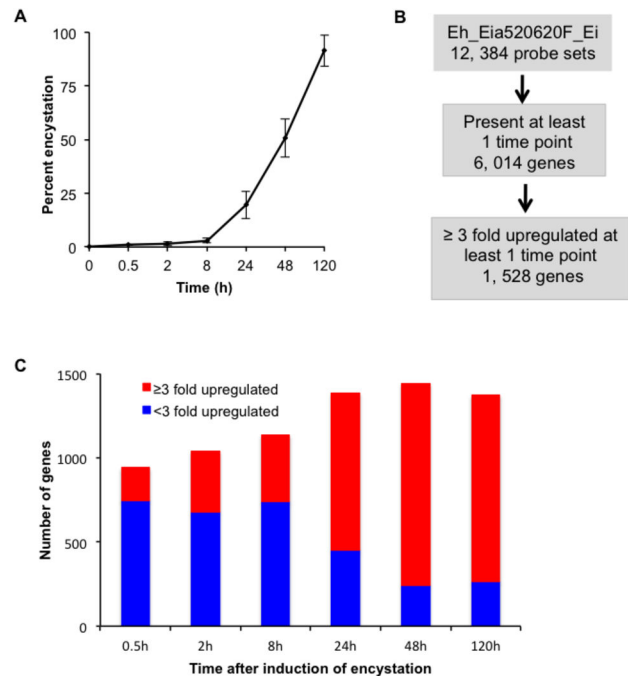 A
100
75
50
25
0
Percent encystation
0 0.5 2 8 24 48 120
Time (h)
B
Eh_Eia520620F_Ei
12, 384 probe sets
Present at least
1 time point
6, 014 genes
≥ 3 fold upregulated at
least 1 time point
1, 528 genes
C
1500
1000
500
0
Number of genes
≥3 fold upregulated
<3 fold upregulated
0.5h 2h 8h 24h 48h 120h
Time after induction of encystation